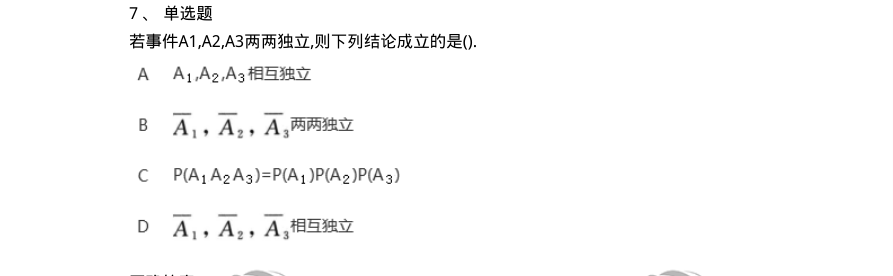 7 、 单选题
若事件A1,A2,A3两两独立,则下列结论成立的是().
A A₁,A₂,A₃相互独立
B A̅₁，A̅₂，A̅₃两两独立
C P(A₁A₂A₃)=P(A₁)P(A₂)P(A₃)
D A̅₁，A̅₂，A̅₃相互独立